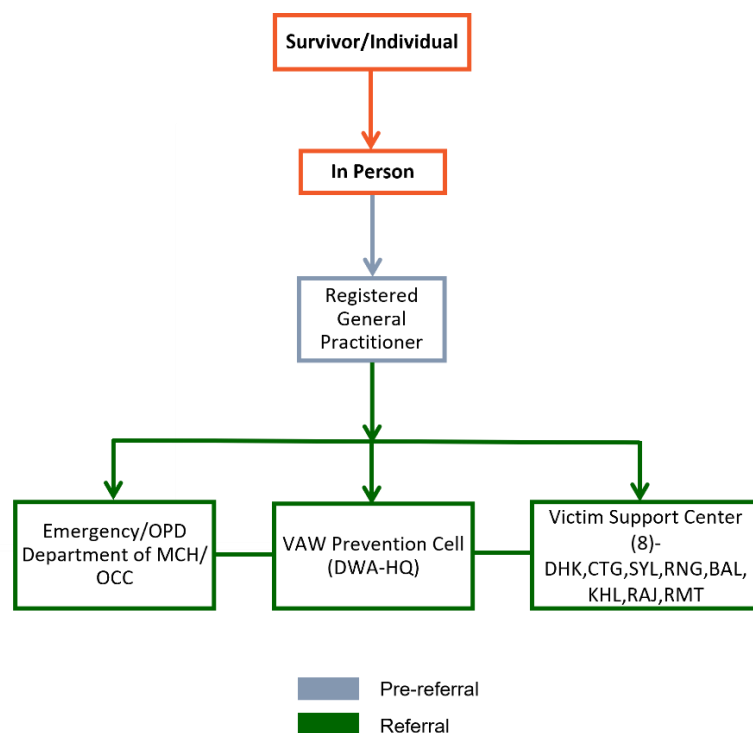 Survivor/Individual
In Person
Registered
General
Practitioner
Emergency/OPD
Department of MCH/
OCC
VAW Prevention Cell
(DWA-HQ)
Victim Support Center
(8)-
DHK,CTG,SYL,RNG,BAL,
KHL,RAJ,RMT
Pre-referral
Referral